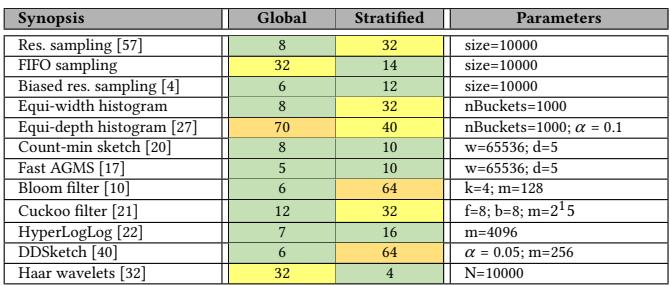 Synopsis Global Stratified Parameters
Res. sampling [57] 8 32 size=10000
FIFO sampling 32 14 size=10000
Biased res. sampling [4] 6 12 size=10000
Equi-width histogram 8 32 nBuckets=1000
Equi-depth histogram [27] 70 40 nBuckets=1000; α = 0.1
Count-min sketch [20] 8 10 w=65536; d=5
Fast AGMS [17] 5 10 w=65536; d=5
Bloom filter [10] 6 64 k=4; m=128
Cuckoo filter [21] 12 32 f=8; b=8; m=2¹5
HyperLogLog [22] 7 16 m=4096
DDSketch [40] 6 64 α = 0.05; m=256
Haar wavelets [32] 32 4 N=10000